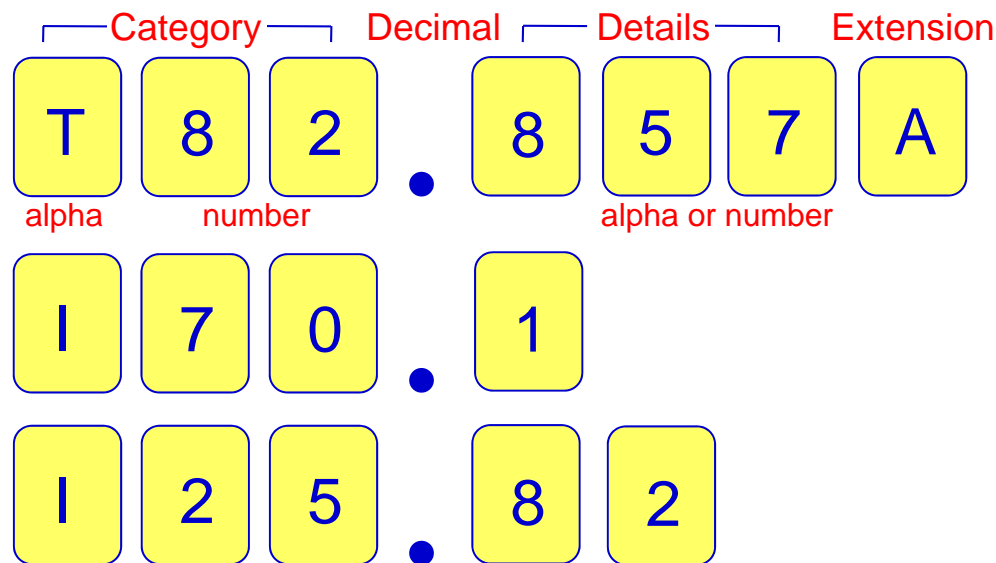 Category Decimal Details Extension
T 8 2 . 8 5 7 A
alpha number alpha or number
I 7 0 . 1
I 2 5 . 8 2